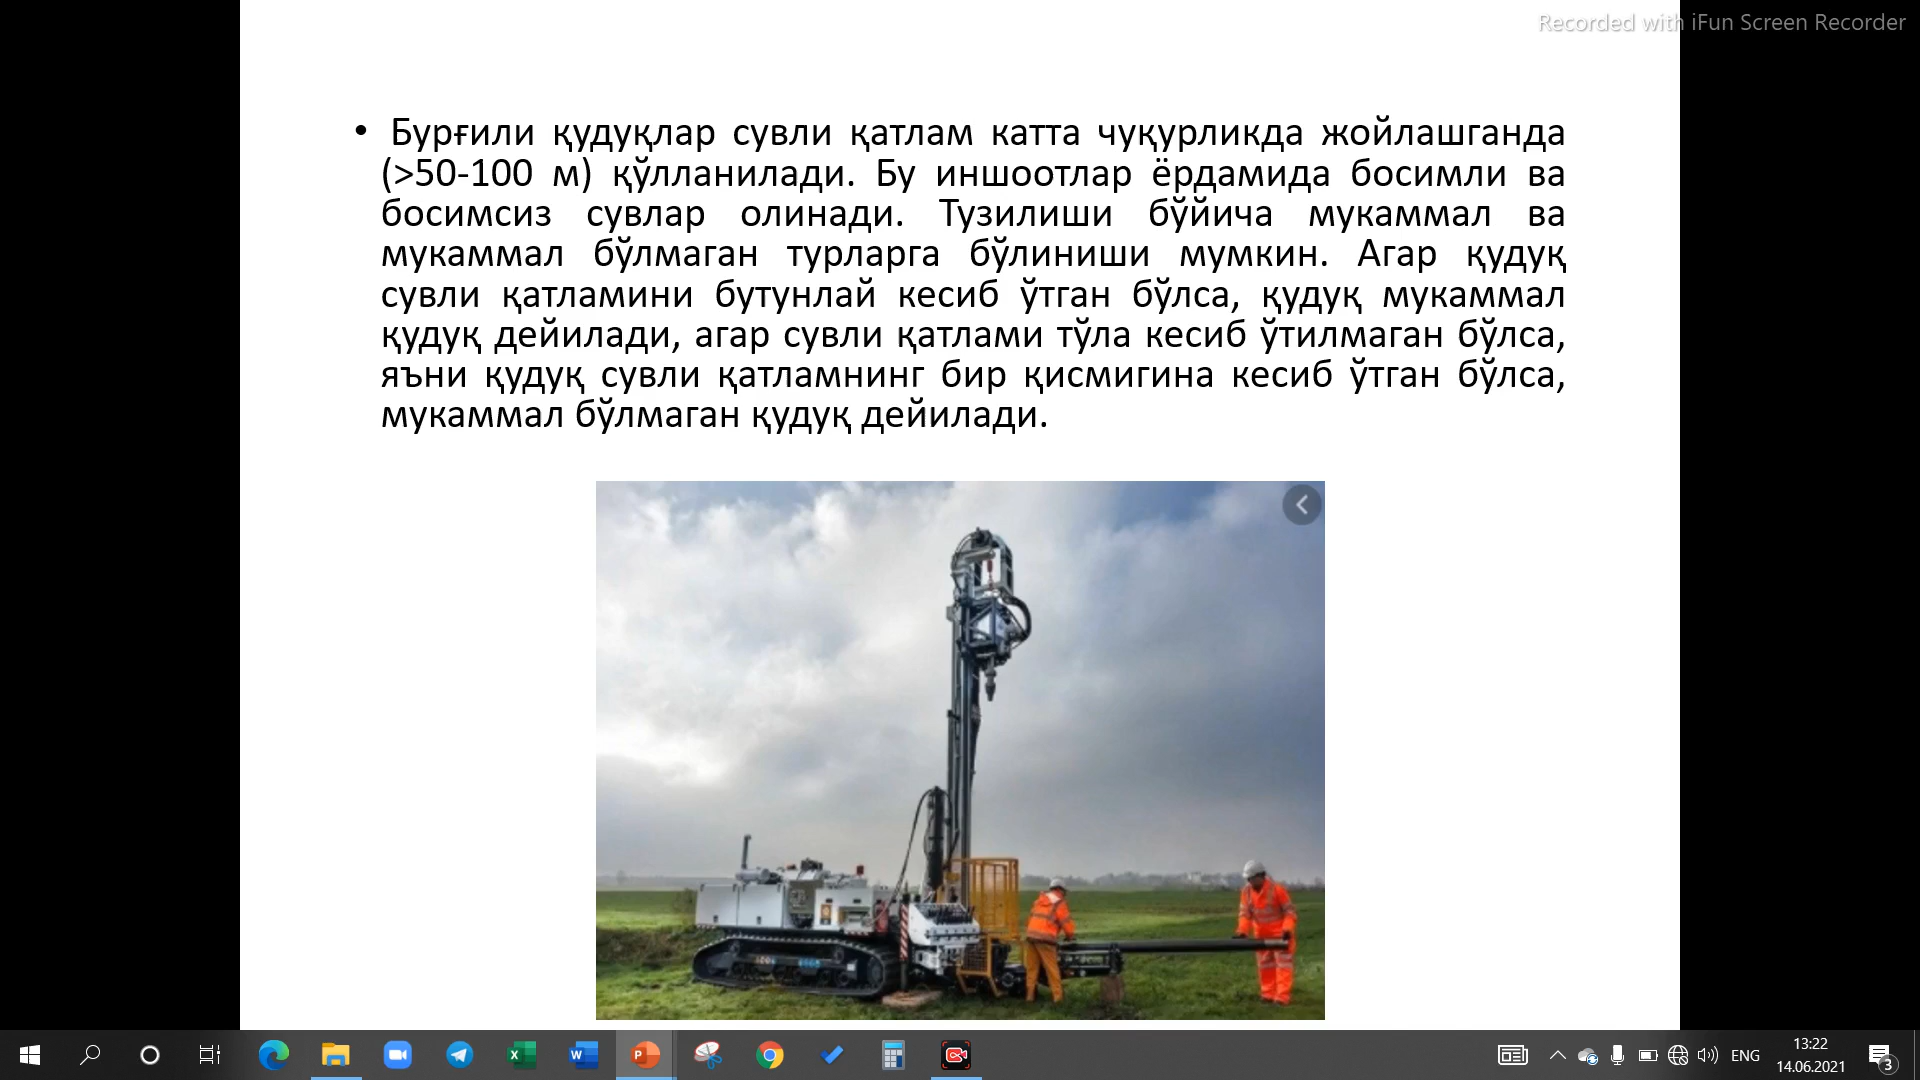 Recorded with iFun Screen Recorder
• Бурғили қудуқлар сувли қатлам катта чуқурликда жойлашганда
(>50-100 м) қўлланилади. Бу иншоотлар ёрдамида босимли ва
босимсиз сувлар олинади. Тузилиши бўйича мукаммал ва
мукаммал бўлмаган турларга бўлиниши мумкин. Агар қудуқ
сувли қатламини бутунлай кесиб ўтган бўлса, қудуқ мукаммал
қудуқ дейилади, агар сувли қатлами тўла кесиб ўтилмаган бўлса,
яъни қудуқ сувли қатламнинг бир қисмигина кесиб ўтган бўлса,
мукаммал бўлмаган қудуқ дейилади.
ENG
13:22
14.06.2021
3